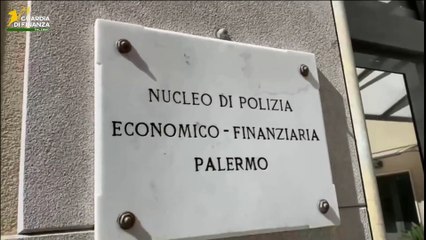 GUARDIA
DI FINANZA
NUCLEO DI POLIZIA
ECONOMICO - FINANZIARIA
PALERMO